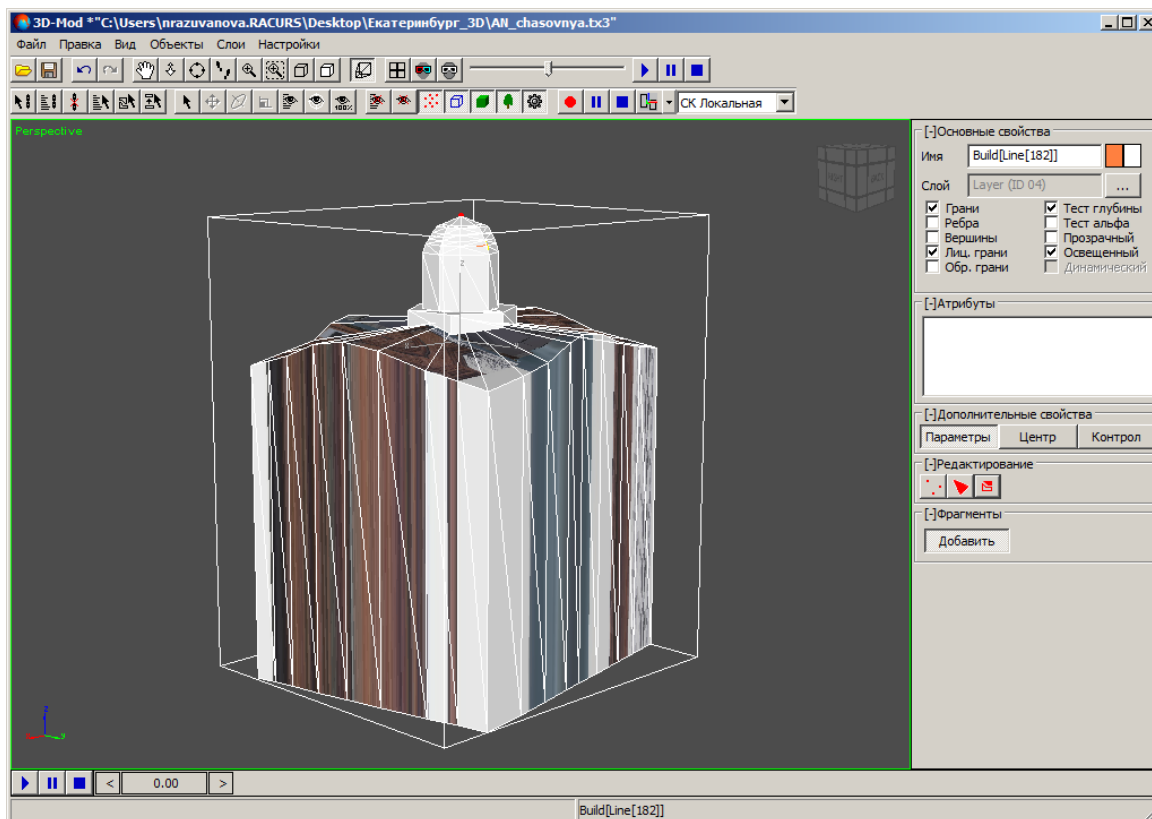 3D-Mod *"C:\Users\nrazuvanova.RACURS\Desktop\Екатеринбург_3D\AN_chasovnya.tx3"
Файл Правка Вид Объекты Слои Настройки
100%
СК Локальная
Perspective
[-]Основные свойства
Имя Build[Line[182]]
Слой Layer (ID 04) ...
Грани Тест глубины
Ребра Тест альфа
Вершины Прозрачный
Лиц. грани Освещенный
Обр. грани Динамический
[-]Атрибуты
[-]Дополнительные свойства
Параметры Центр Контрол
[-]Редактирование
[-]Фрагменты
Добавить
z
z
< 0.00 >
Build[Line[182]]